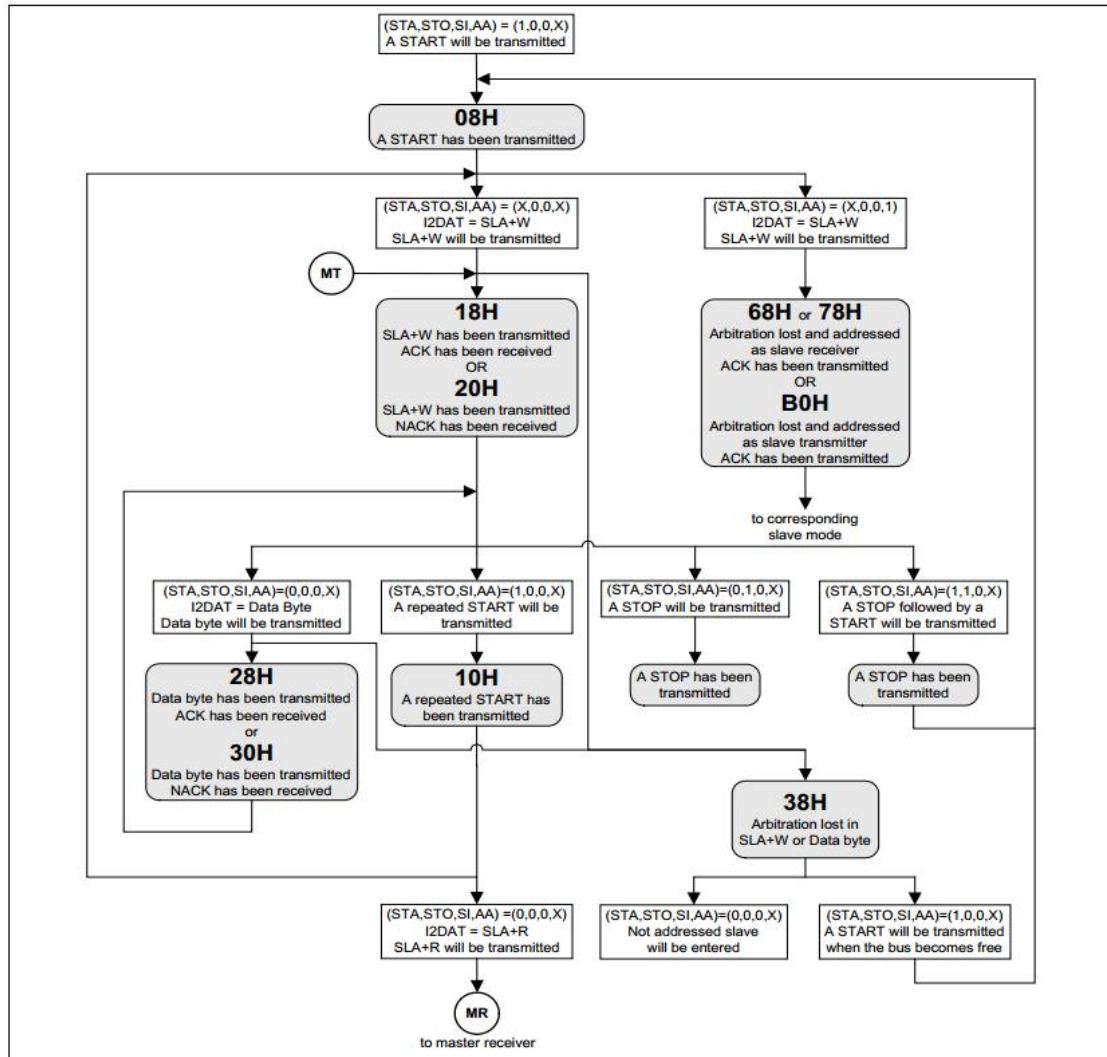 (STA,STO,SI,AA) = (1,0,0,X)
A START will be transmitted
08H
A START has been transmitted
(STA,STO,SI,AA) = (X,0,0,X)
I2DAT = SLA+W
SLA+W will be transmitted
(STA,STO,SI,AA) = (X,0,0,1)
I2DAT = SLA+W
SLA+W will be transmitted
MT
18H
SLA+W has been transmitted
ACK has been received
OR
20H
SLA+W has been transmitted
NACK has been received
68H or 78H
Arbitration lost and addressed
as slave receiver
ACK has been transmitted
OR
B0H
Arbitration lost and addressed
as slave transmitter
ACK has been transmitted
to corresponding
slave mode
(STA,STO,SI,AA)=(0,0,0,X)
I2DAT = Data Byte
Data byte will be transmitted
(STA,STO,SI,AA)=(1,0,0,X)
A repeated START will be
transmitted
(STA,STO,SI,AA)=(0,1,0,X)
A STOP will be transmitted
(STA,STO,SI,AA)=(1,1,0,X)
A STOP followed by a
START will be transmitted
28H
Data byte has been transmitted
ACK has been received
or
30H
Data byte has been transmitted
NACK has been received
10H
A repeated START has
been transmitted
A STOP has been
transmitted
A STOP has been
transmitted
38H
Arbitration lost in
SLA+W or Data byte
(STA,STO,SI,AA) =(0,0,0,X)
I2DAT = SLA+R
SLA+R will be transmitted
(STA,STO,SI,AA)=(0,0,0,X)
Not addressed slave
will be entered
(STA,STO,SI,AA)=(1,0,0,X)
A START will be transmitted
when the bus becomes free
MR
to master receiver